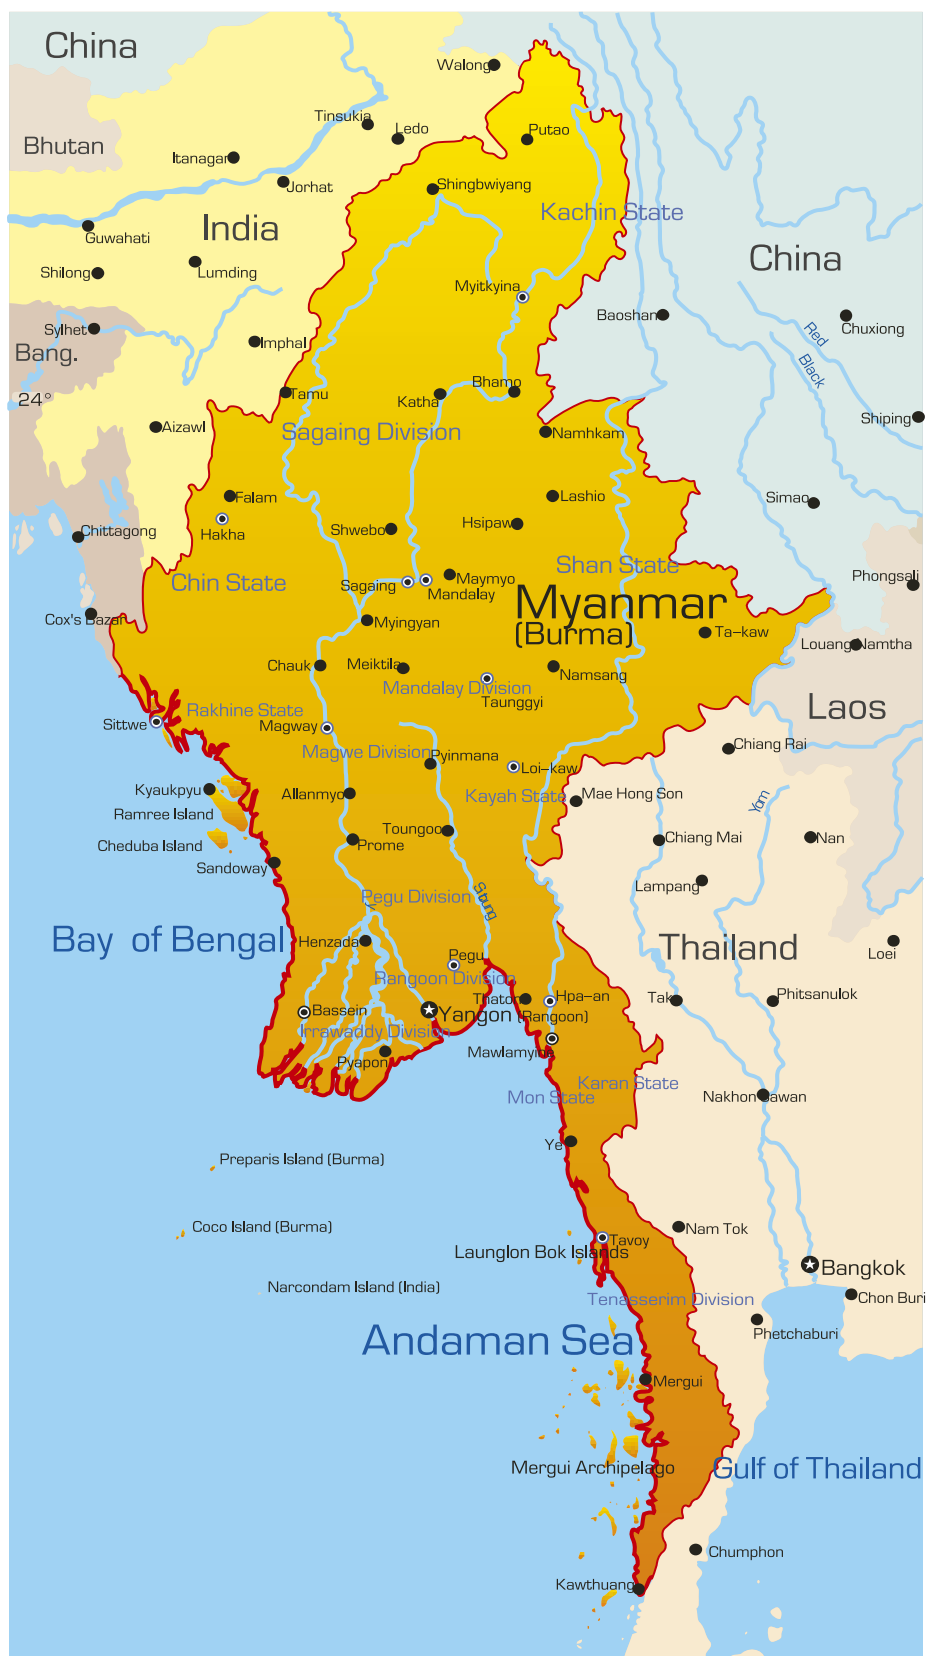 China
Walong
Tinsukia
Ledo
Putao
Bhutan
Itanagar
Jorhat
Shingbwiyang
Kachin State
India
Guwahati
Shilong
Lumding
China
Myitkyina
Baoshan
Chuxiong
Red
Sylhet
Imphal
Bang.
Black
24°
Tamu
Bhamo
Katha
Shiping
Aizawl
Sagaing Division
Namhkam
Falam
Lashio
Simao
Hakha
Shwebo
Hsipaw
Chittagong
Chin State
Shan State
Sagaing
Maymyo
Mandalay
Phongsali
Myanmar
(Burma)
Cox's Bazar
Myingyan
Ta-kaw
Louang Namtha
Chauk
Meiktila
Namsang
Mandalay Division
Taunggyi
Laos
Rakhine State
Sittwe
Magway
Magwe Division
Pyinmana
Chiang Rai
Loi-kaw
Kyaukpyu
Allanmyo
Kayah State
Mae Hong Son
Yom
Ramree Island
Toungoo
Cheduba Island
Prome
Chiang Mai
Nan
Sandoway
Lampang
Pegu Division
Bay of Bengal
Henzada
Thailand
Loei
Pegu
Rangoon Division
Thaton
Hpa-an
Tak
Phitsanulok
Bassein
Yangon (Rangoon)
Irrawaddy Division
Pyapon
Mawlamyine
Karan State
Mon State
Nakhon Sawan
Ye
Preparis Island (Burma)
Coco Island (Burma)
Nam Tok
Tavoy
Launglon Bok Islands
Bangkok
Narcondam Island (India)
Chon Buri
Tenasserim Division
Phetchaburi
Andaman Sea
Mergui
Mergui Archipelago
Gulf of Thailand
Chumphon
Kawthuang